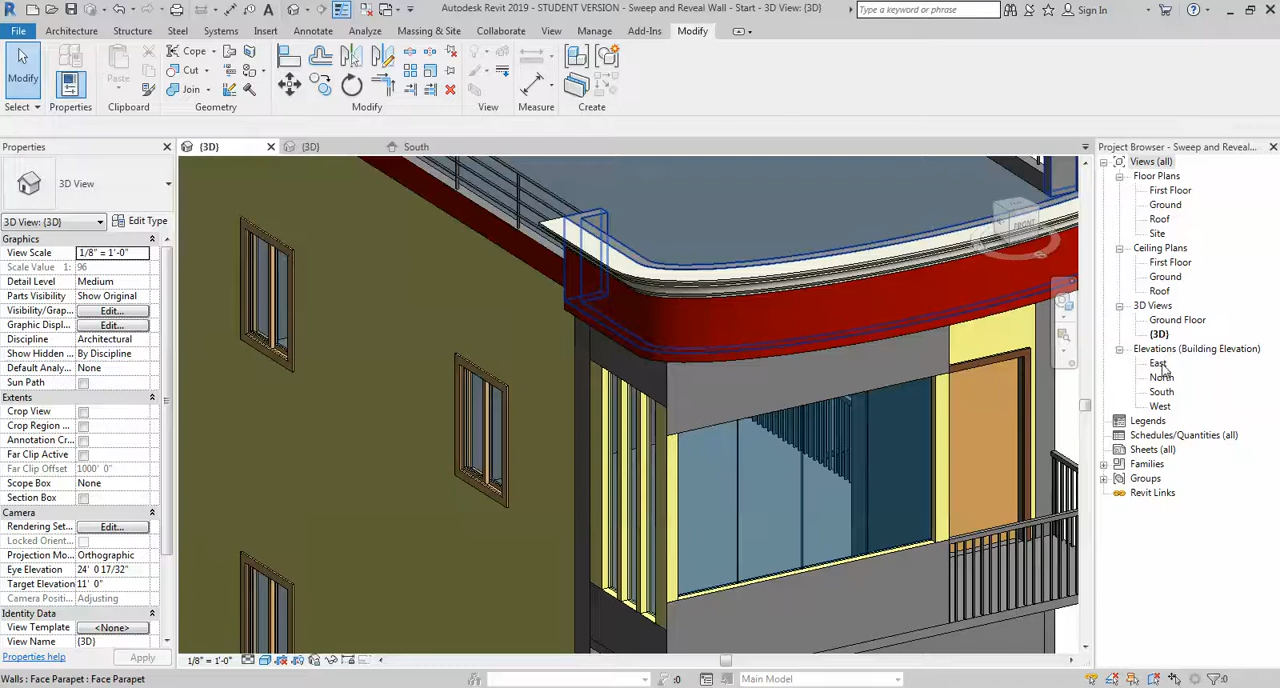 Autodesk Revit 2019 - STUDENT VERSION - Sweep and Reveal Wall - Start - 3D View: {3D}
Type a keyword or phrase
Sign In
File Architecture Structure Steel Systems Insert Annotate Analyze Massing & Site Collaborate View Manage Add-Ins Modify
Modify
Paste
Cope
Cut
Join
Select Properties Clipboard Geometry Modify View Measure Create
Properties
{3D}
{3D}
South
Project Browser - Sweep and Reveal...
3D View
3D View: {3D}
Edit Type
Graphics
View Scale 1/8" = 1'-0"
Scale Value 1: 96
Detail Level Medium
Parts Visibility Show Original
Visibility/Grap... Edit...
Graphic Displ... Edit...
Discipline Architectural
Show Hidden ... By Discipline
Default Analy... None
Sun Path
Extents
Crop View
Crop Region ...
Annotation Cr...
Far Clip Active
Far Clip Offset 1000' 0"
Scope Box None
Section Box
Camera
Rendering Set... Edit...
Locked Orient...
Projection Mo... Orthographic
Eye Elevation 24' 0 17/32"
Target Elevation 11' 0"
Camera Positi... Adjusting
Identity Data
View Template <None>
View Name {3D}
Properties help
Apply
FRONT
Views (all)
Floor Plans
First Floor
Ground
Roof
Site
Ceiling Plans
First Floor
Ground
Roof
3D Views
Ground Floor
{3D}
Elevations (Building Elevation)
East
North
South
West
Legends
Schedules/Quantities (all)
Sheets (all)
Families
Groups
Revit Links
1/8" = 1'-0"
Walls : Face Parapet : Face Parapet
:0
Main Model
:0